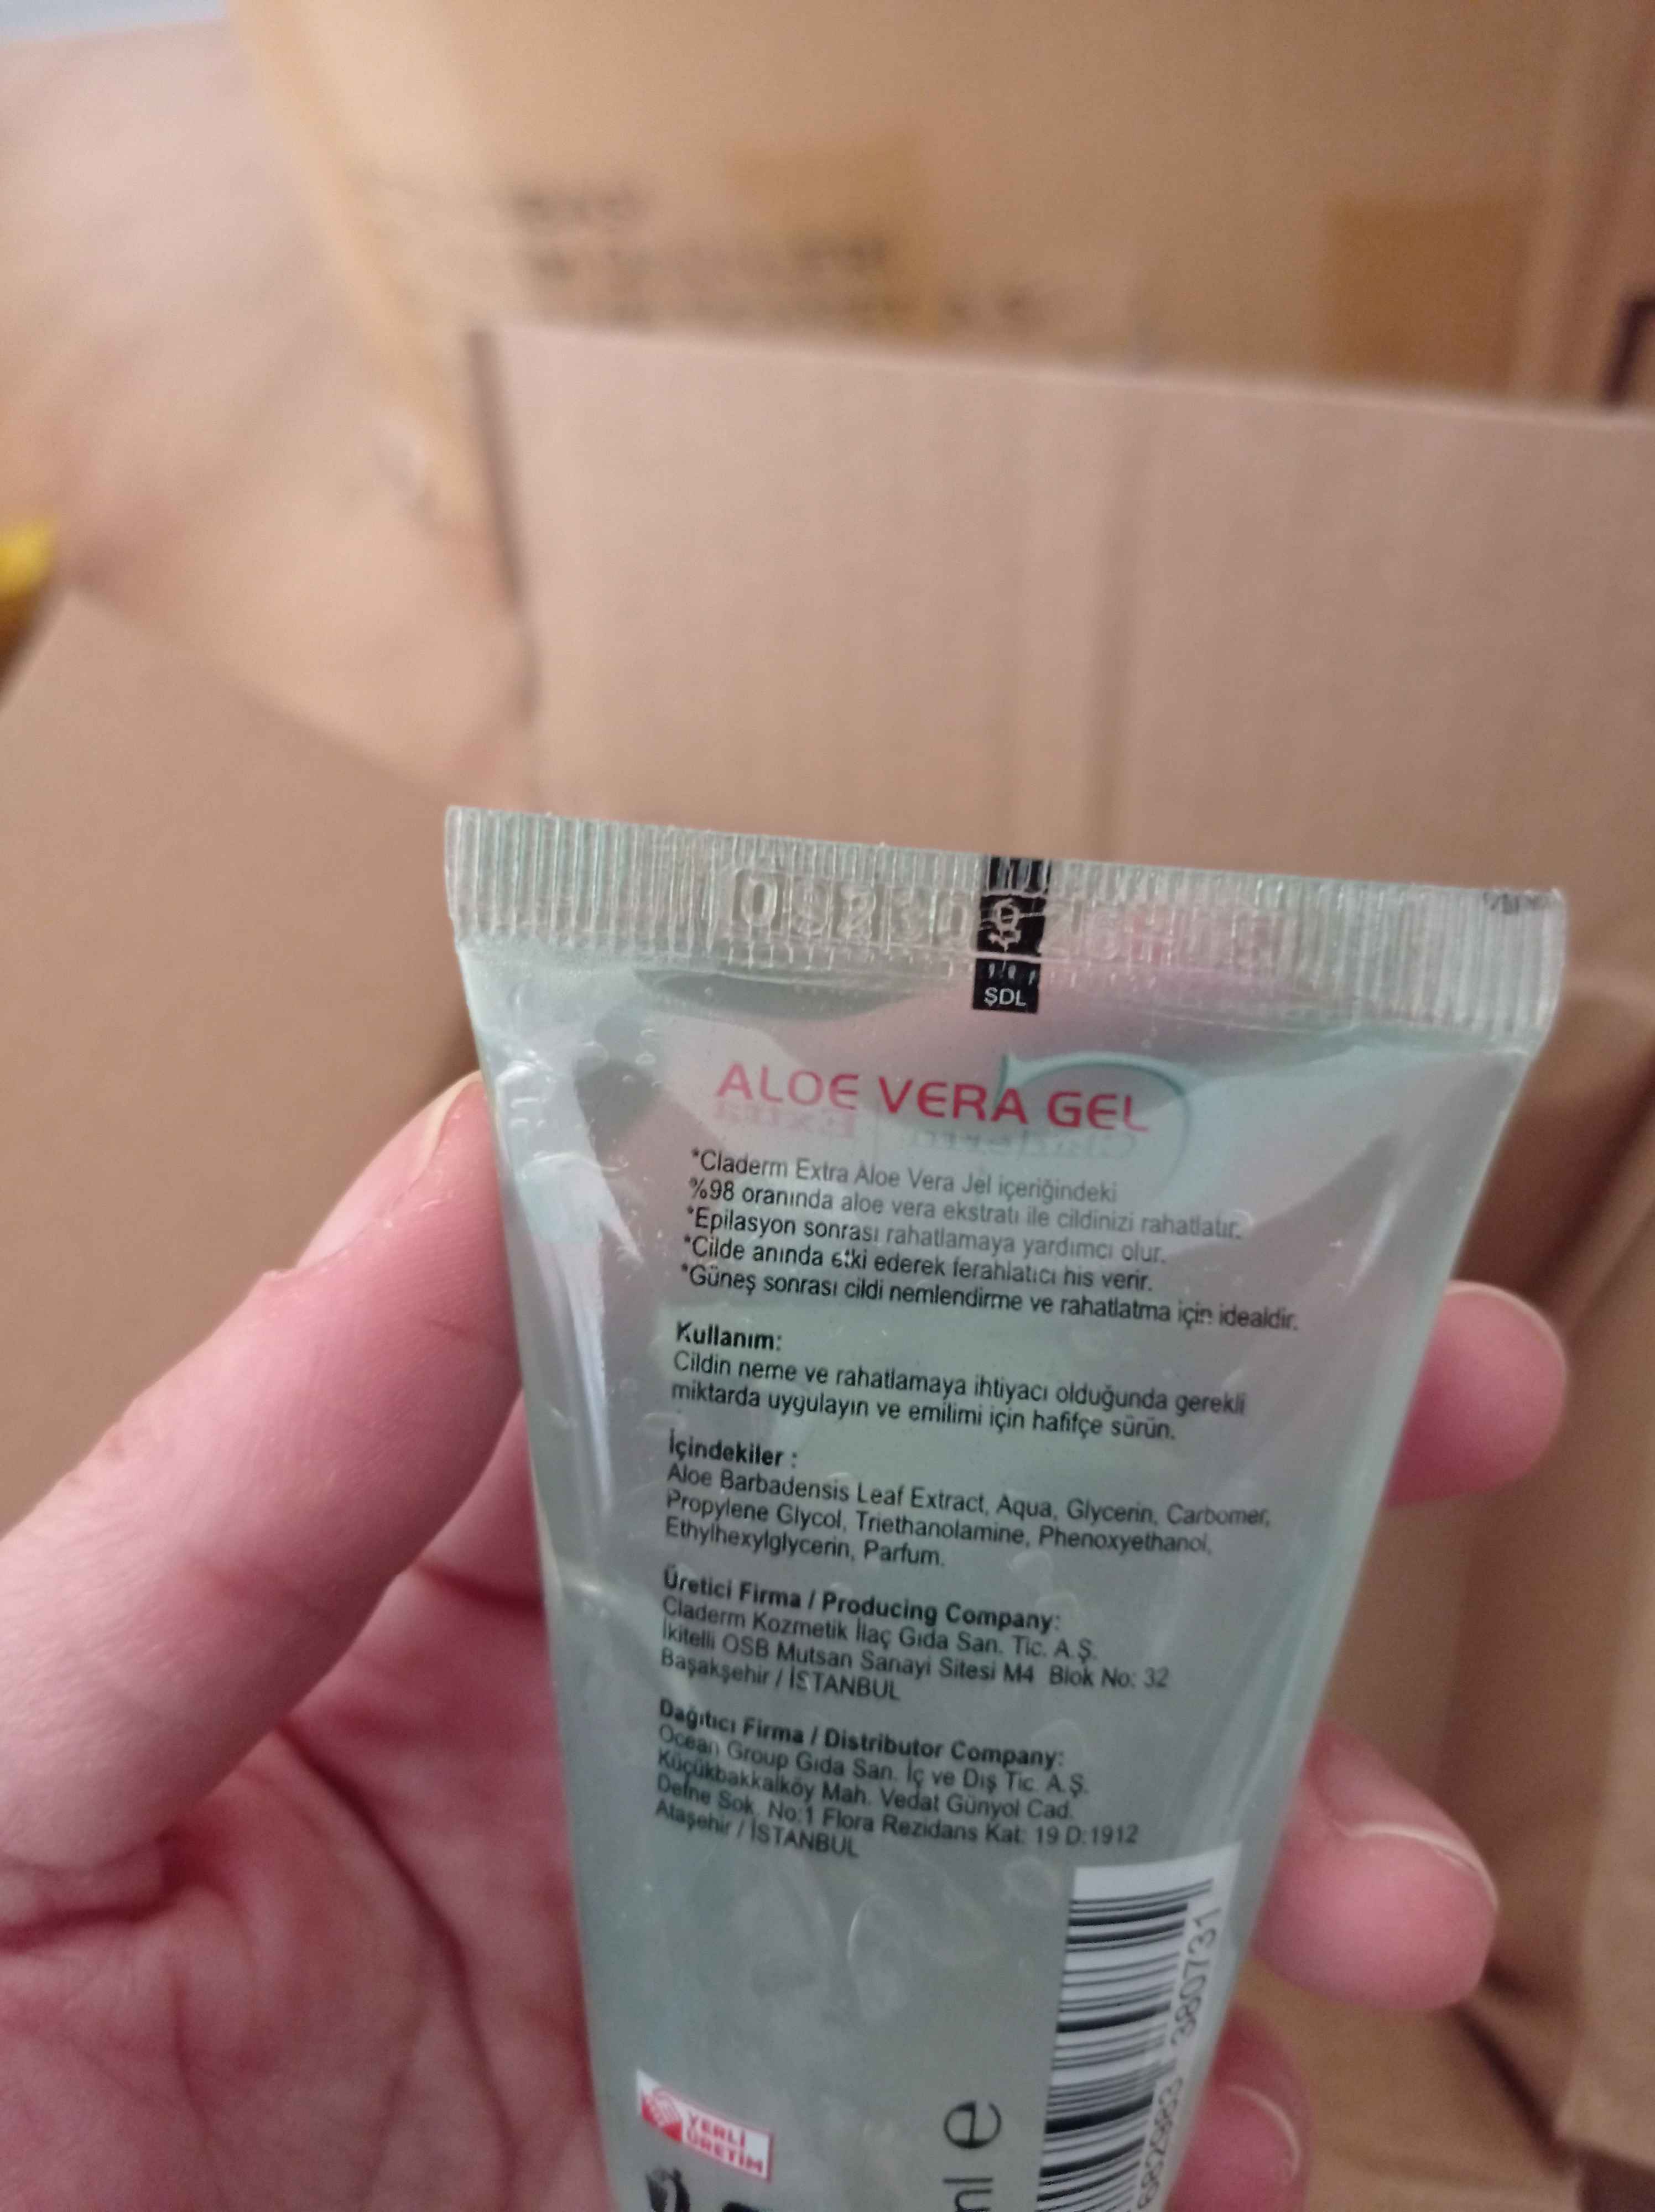 ŞDL
ALOE VERA GEL
*Claderm Extra Aloe Vera Jel içeriğindeki
%98 oranında aloe vera ekstratı ile cildinizi rahatlatır.
*Epilasyon sonrası rahatlamaya yardımcı olur.
*Cilde anında etki ederek ferahlatıcı his verir.
*Güneş sonrası cildi nemlendirme ve rahatlatma için idealdir.
Kullanım:
Cildin neme ve rahatlamaya ihtiyacı olduğunda gerekli
miktarda uygulayın ve emilimi için hafifçe sürün.
İçindekiler :
Aloe Barbadensis Leaf Extract, Aqua, Glycerin, Carbomer,
Propylene Glycol, Triethanolamine, Phenoxyethanol,
Ethylhexylglycerin, Parfum.
Üretici Firma / Producing Company:
Claderm Kozmetik İlaç Gıda San. Tic. A.Ş.
İkitelli OSB Mutsan Sanayi Sitesi M4 Blok No: 32
Başakşehir / İSTANBUL
Dağıtıcı Firma / Distributor Company:
Ocean Group Gıda San. İç ve Dış Tic. A.Ş.
Küçükbakkalköy Mah. Vedat Günyol Cad.
Defne Sok. No:1 Flora Rezidans Kat: 19 D:1912
Ataşehir / İSTANBUL
380731
YERLİ
ÜRETİM
ml e